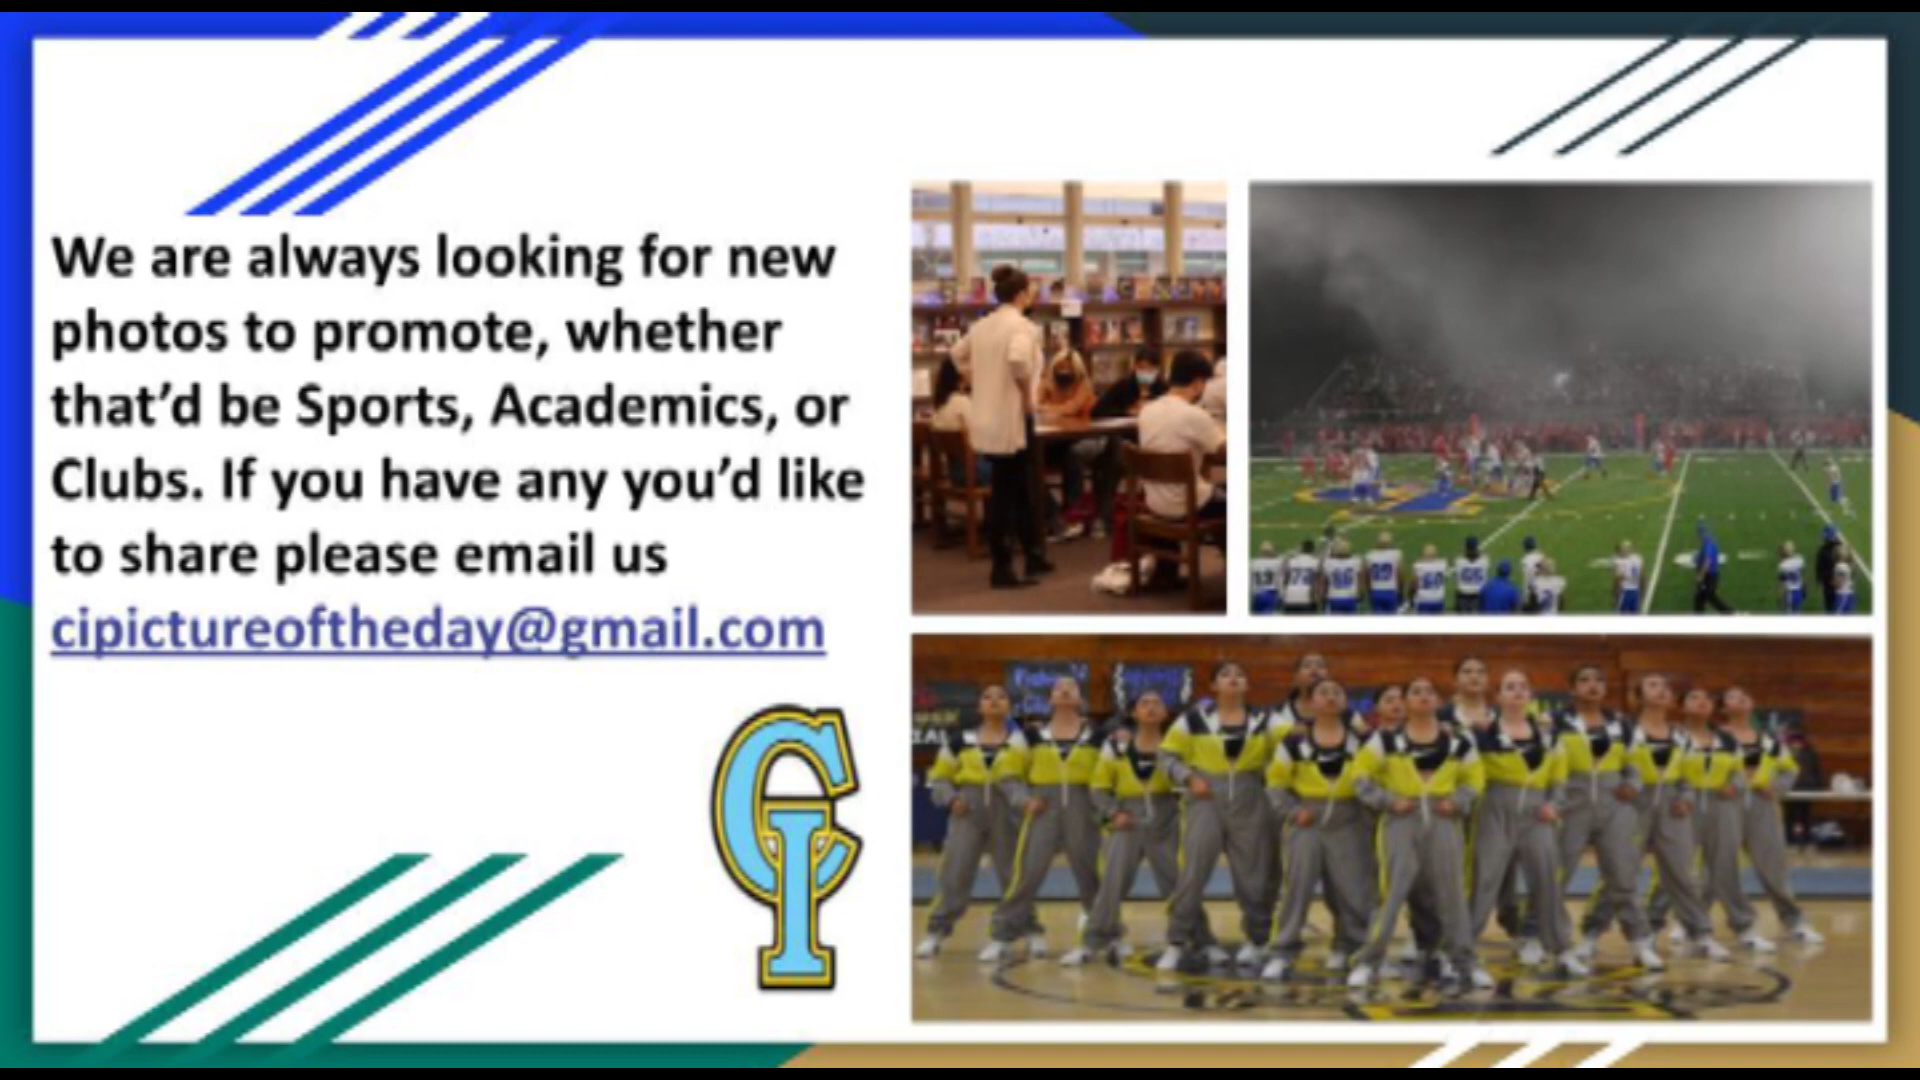 We are always looking for new
photos to promote, whether
that’d be Sports, Academics, or
Clubs. If you have any you’d like
to share please email us
cipictureoftheday@gmail.com
CI